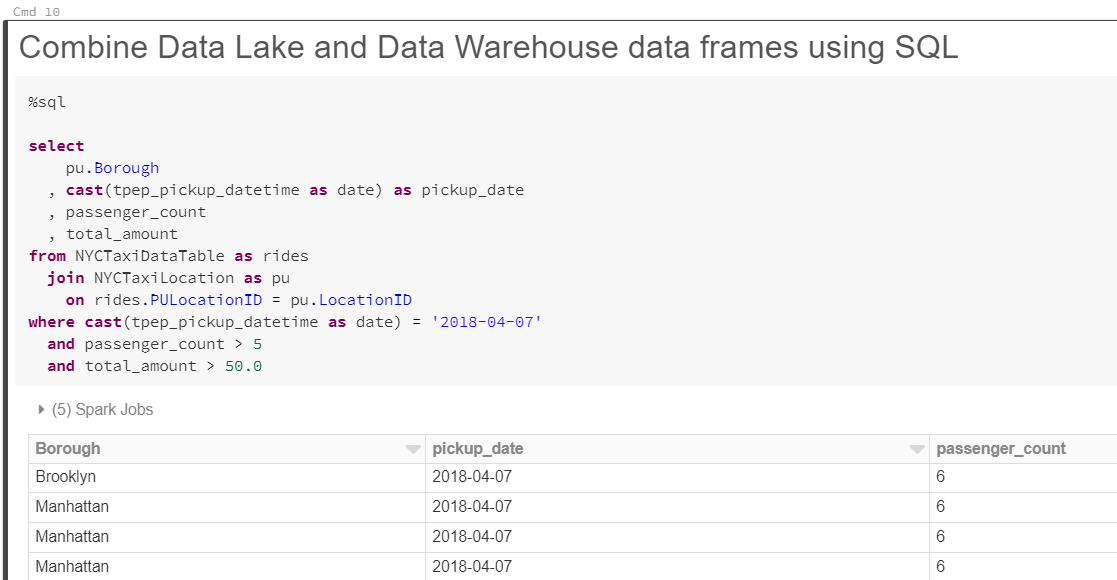 Cmd 10
Combine Data Lake and Data Warehouse data frames using SQL
%sql
select
pu.Borough
, cast(tpep_pickup_datetime as date) as pickup_date
, passenger_count
, total_amount
from NYCTaxiDataTable as rides
join NYCTaxiLocation as pu
on rides.PULocationID = pu.LocationID
where cast(tpep_pickup_datetime as date) = '2018-04-07'
and passenger_count > 5
and total_amount > 50.0
(5) Spark Jobs
Borough pickup_date passenger_count
Brooklyn 2018-04-07 6
Manhattan 2018-04-07 6
Manhattan 2018-04-07 6
Manhattan 2018-04-07 6